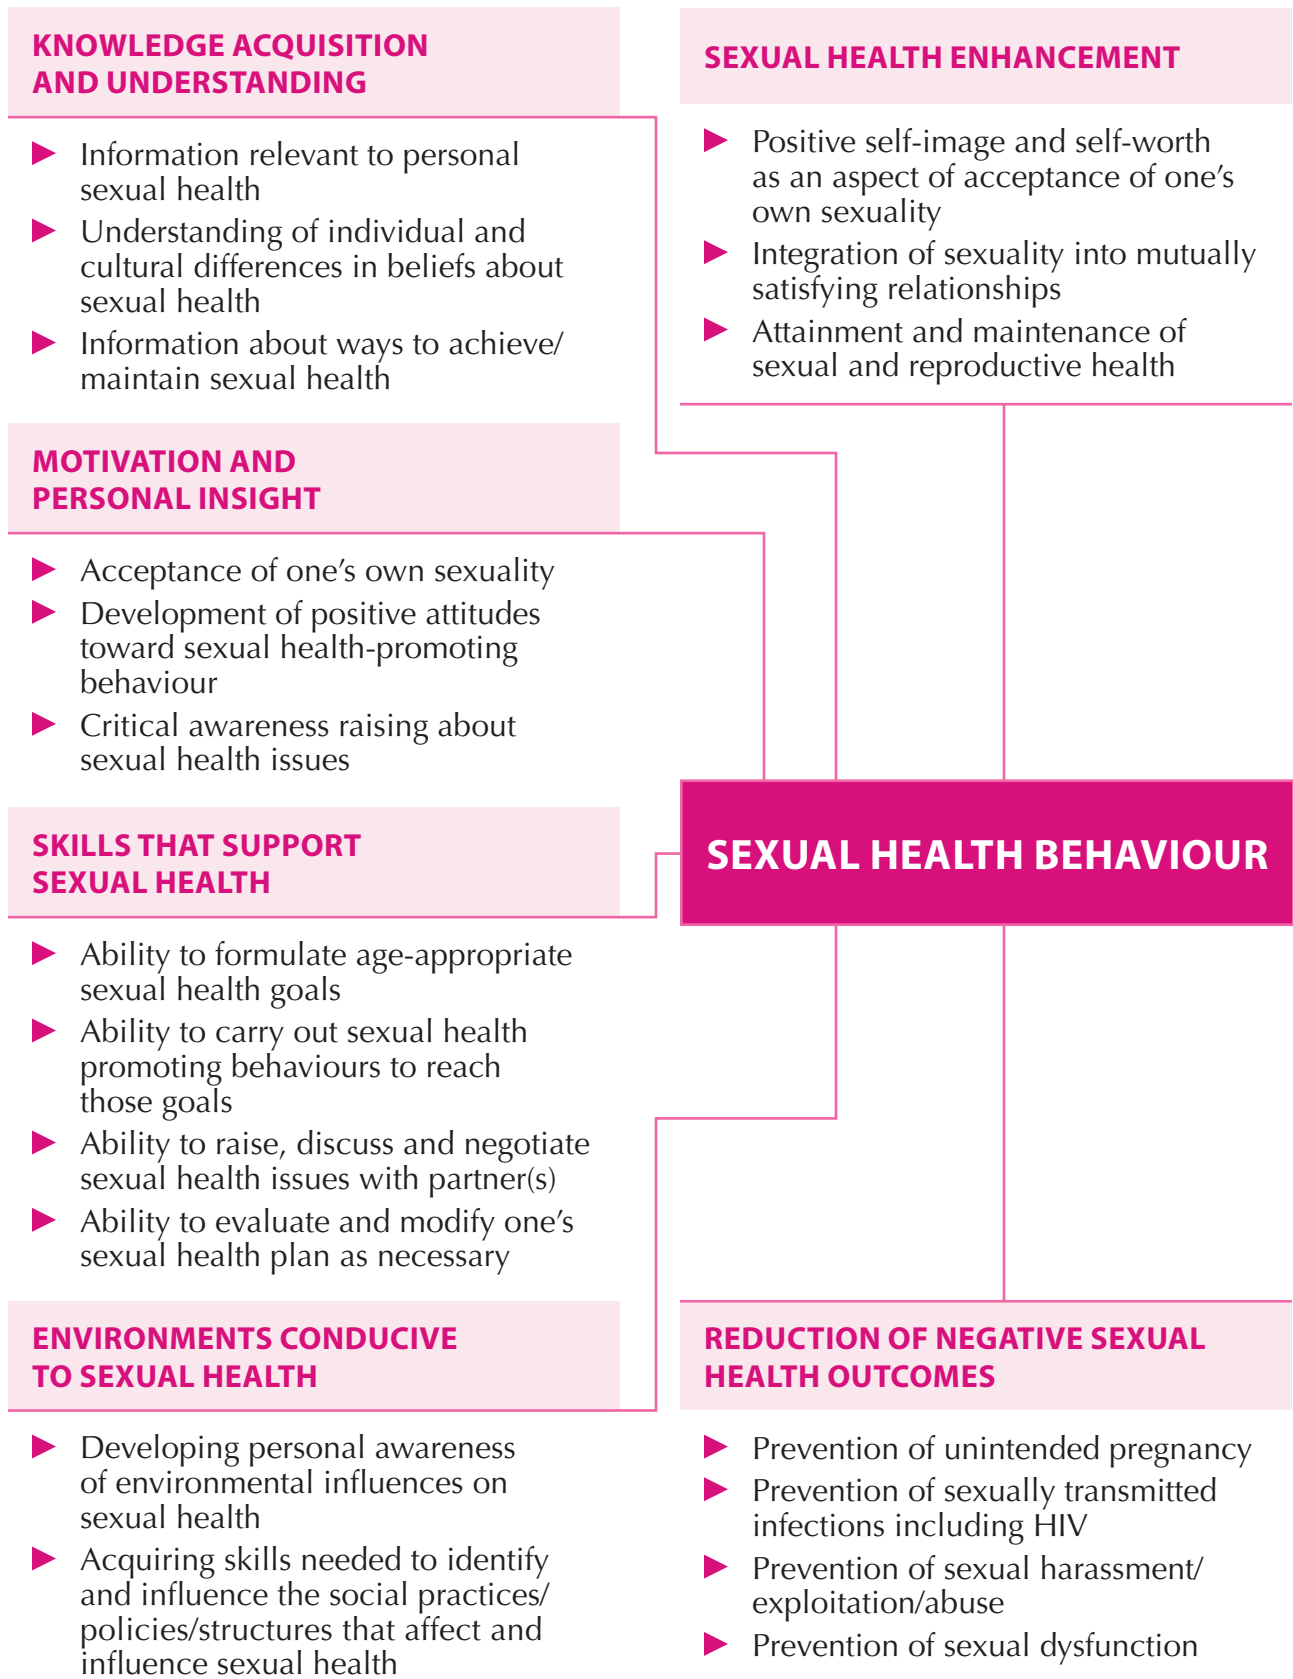 KNOWLEDGE ACQUISITION
AND UNDERSTANDING
► Information relevant to personal
sexual health
► Understanding of individual and
cultural differences in beliefs about
sexual health
► Information about ways to achieve/
maintain sexual health
MOTIVATION AND
PERSONAL INSIGHT
► Acceptance of one's own sexuality
► Development of positive attitudes
toward sexual health-promoting
behaviour
► Critical awareness raising about
sexual health issues
SKILLS THAT SUPPORT
SEXUAL HEALTH
► Ability to formulate age-appropriate
sexual health goals
► Ability to carry out sexual health
promoting behaviours to reach
those goals
► Ability to raise, discuss and negotiate
sexual health issues with partner(s)
► Ability to evaluate and modify one's
sexual health plan as necessary
ENVIRONMENTS CONDUCIVE
TO SEXUAL HEALTH
► Developing personal awareness
of environmental influences on
sexual health
► Acquiring skills needed to identify
and influence the social practices/
policies/structures that affect and
influence sexual health
SEXUAL HEALTH ENHANCEMENT
► Positive self-image and self-worth
as an aspect of acceptance of one's
own sexuality
► Integration of sexuality into mutually
satisfying relationships
► Attainment and maintenance of
sexual and reproductive health
SEXUAL HEALTH BEHAVIOUR
REDUCTION OF NEGATIVE SEXUAL
HEALTH OUTCOMES
► Prevention of unintended pregnancy
► Prevention of sexually transmitted
infections including HIV
► Prevention of sexual harassment/
exploitation/abuse
► Prevention of sexual dysfunction